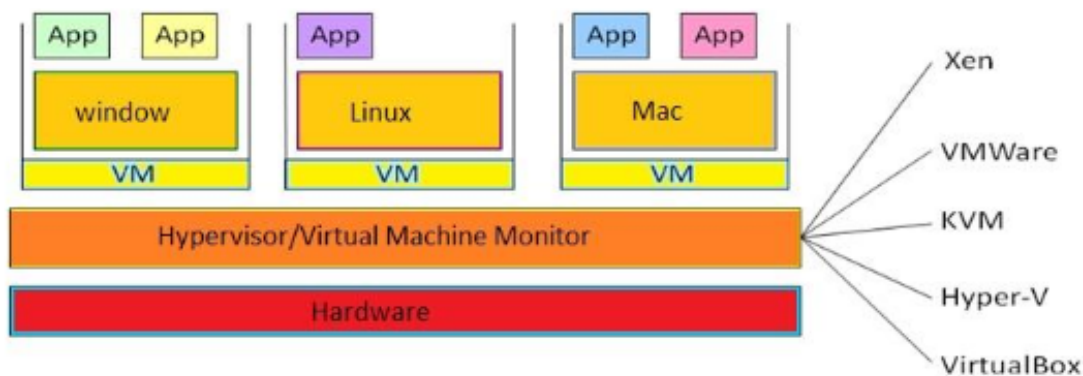 App App App App App
Xen
window Linux Mac
VMWare
VM VM VM
KVM
Hypervisor/Virtual Machine Monitor
Hyper-V
Hardware
VirtualBox